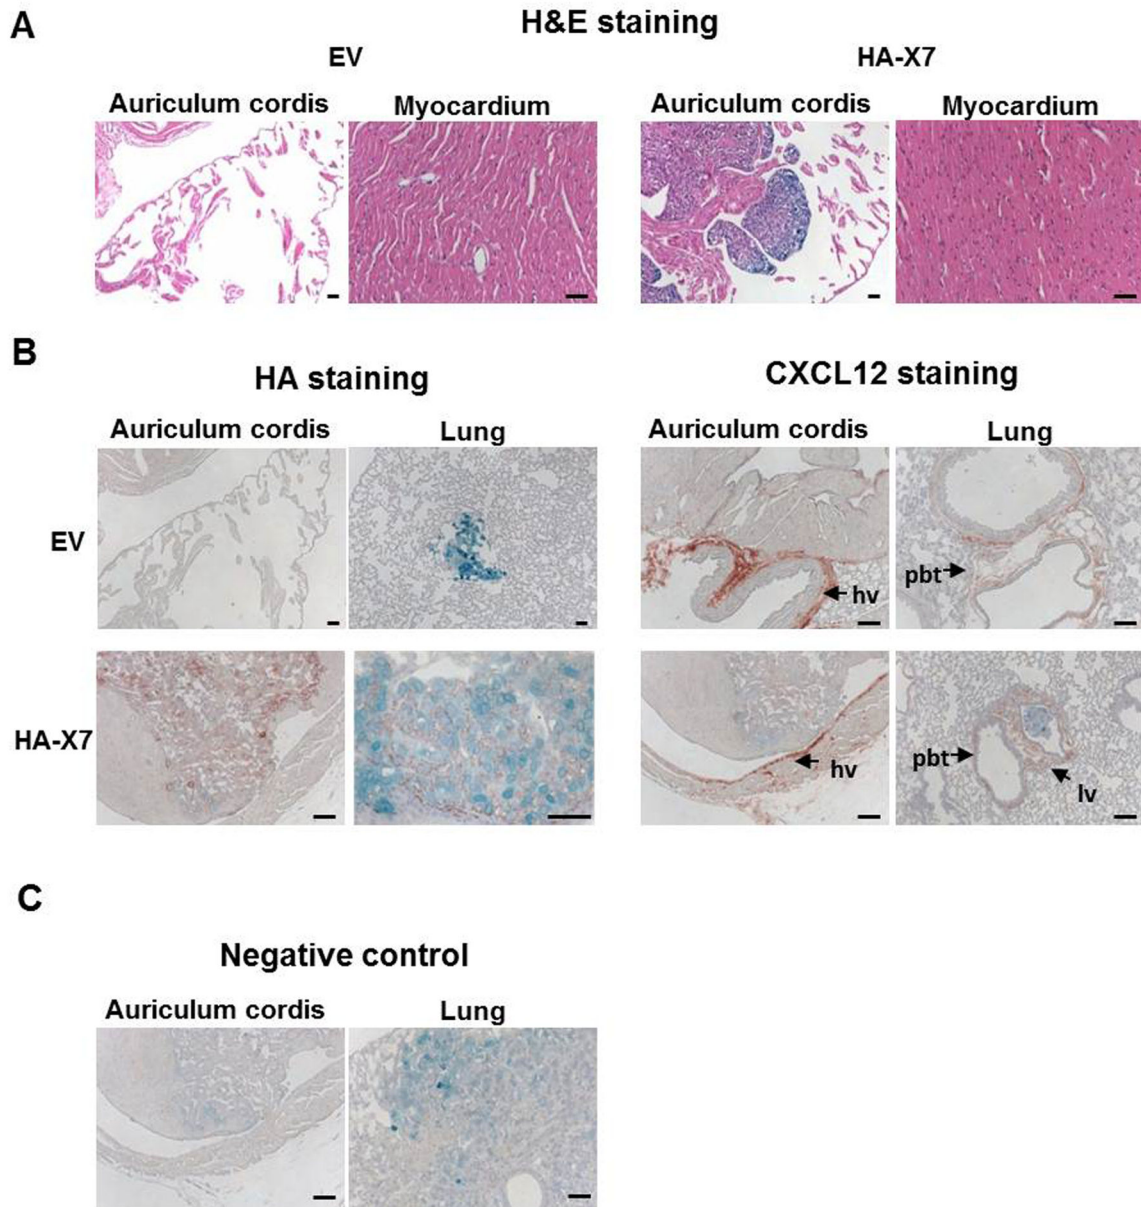 A
H&E staining
EV
HA-X7
Auriculum cordis
Myocardium
Auriculum cordis
Myocardium
B
HA staining
CXCL12 staining
Auriculum cordis
Lung
Auriculum cordis
Lung
EV
hv
pbt
HA-X7
hv
pbt
lv
C
Negative control
Auriculum cordis
Lung